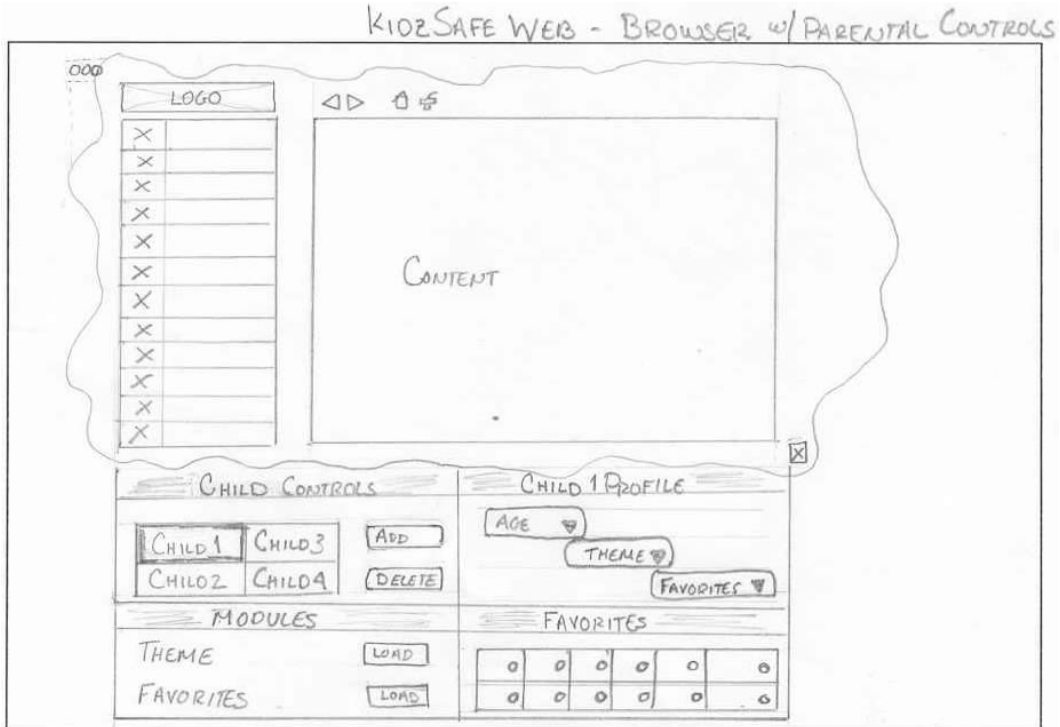 KIDZSAFE WEB - BROWSER W/ PARENTAL CONTROLS
LOGO
CONTENT
CHILD CONTROLS
CHILD 1 PROFILE
CHILD 1
CHILD 3
ADD
AGE
THEME
CHILD 2
CHILD 4
DELETE
FAVORITES
MODULES
FAVORITES
THEME
LOAD
FAVORITES
LOAD